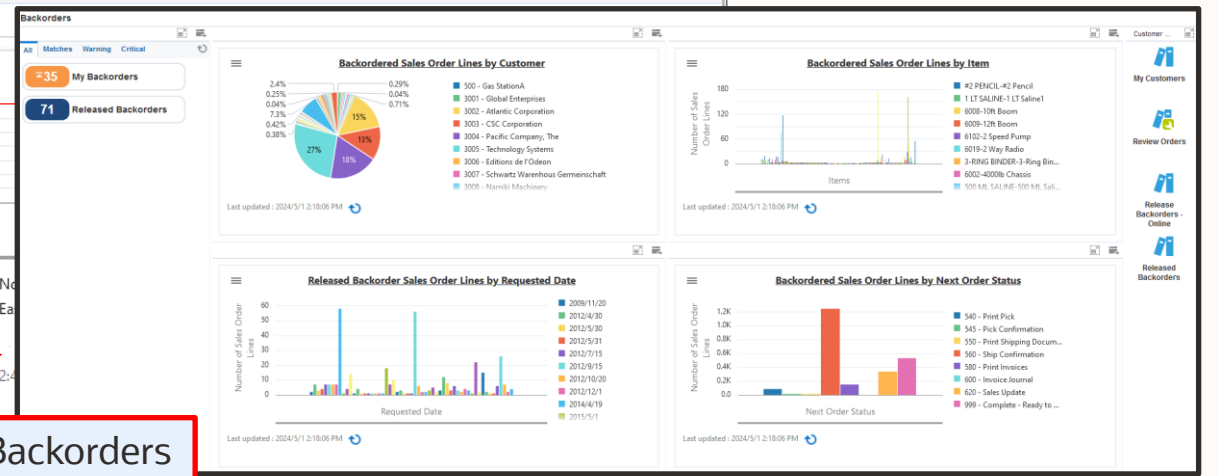 Backorders
All Matches Warning Critical
35 My Backorders
71 Released Backorders
Backordered Sales Order Lines by Customer
2.4%
0.25%
0.04%
7.3%
0.42%
0.38%
0.29%
0.04%
0.71%
15%
13%
18%
27%
500 - Gas StationA
3001 - Global Enterprises
3002 - Atlantic Corporation
3003 - CSC Corporation
3004 - Pacific Company, The
3005 - Technology Systems
3006 - Editions de l'Odeon
3007 - Schwartz Warenhous Germeinschaft
3008 - Namiki Machinery
Last updated : 2024/5/1 2:18:06 PM
Backordered Sales Order Lines by Item
Number of Sales
Order Lines
180
120
60
0
Items
#2 PENCIL-#2 Pencil
1 LT SALINE-1 LT Saline1
6008-10ft Boom
6009-12ft Boom
6102-2 Speed Pump
6019-2 Way Radio
3-RING BINDER-3-Ring Bin...
6002-4000lb Chassis
500 ML SALINE-500 ML Sali...
Last updated : 2024/5/1 2:18:06 PM
Customer ...
My Customers
Review Orders
Release
Backorders -
Online
Released
Backorders
Released Backorder Sales Order Lines by Requested Date
Number of Sales Order
Lines
60
50
40
30
20
10
0
Requested Date
2009/11/20
2012/4/30
2012/5/30
2012/5/31
2012/7/15
2012/9/15
2012/10/20
2012/12/1
2014/4/19
2015/5/1
Last updated : 2024/5/1 2:18:06 PM
Backordered Sales Order Lines by Next Order Status
Number of Sales Order
Lines
1.2K
1.0K
0.8K
0.6K
0.4K
0.2K
0.0
Next Order Status
540 - Print Pick
545 - Pick Confirmation
550 - Print Shipping Docum...
560 - Ship Confirmation
580 - Print Invoices
600 - Invoice Journal
620 - Sales Update
999 - Complete - Ready to ...
Last updated : 2024/5/1 2:18:06 PM
Backorders